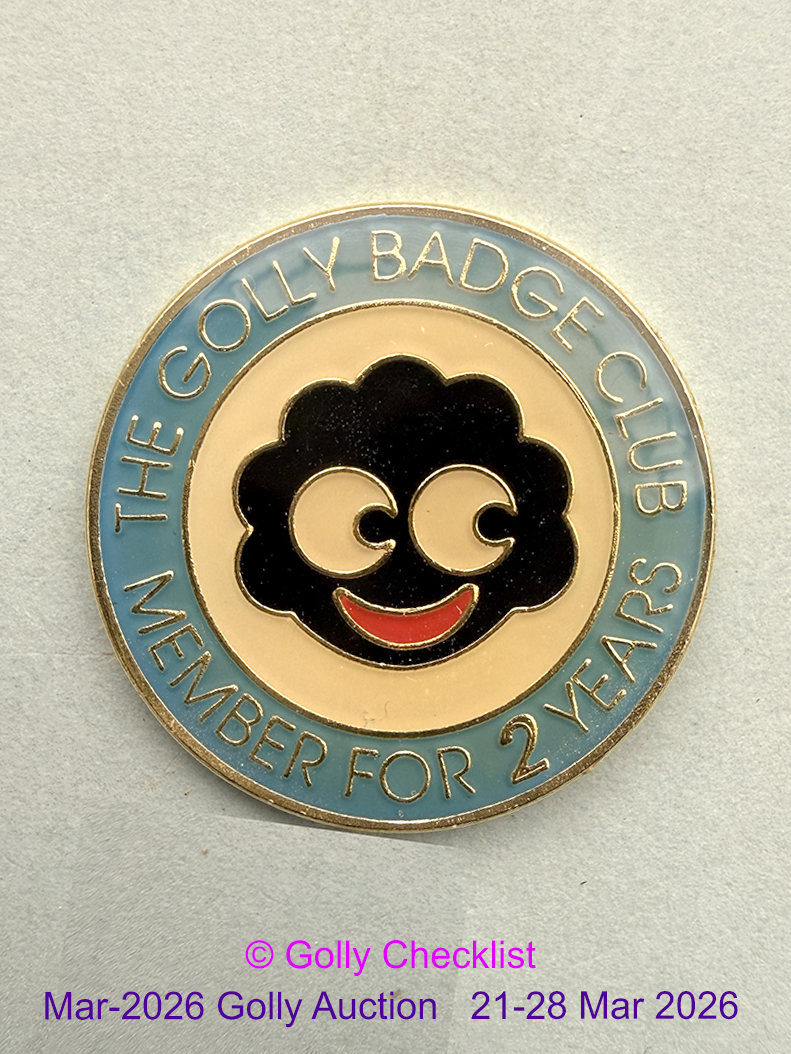 THE GOLLY BADGE CLUB
MEMBER FOR 2 YEARS
© Golly Checklist
Mar-2026 Golly Auction 21-28 Mar 2026